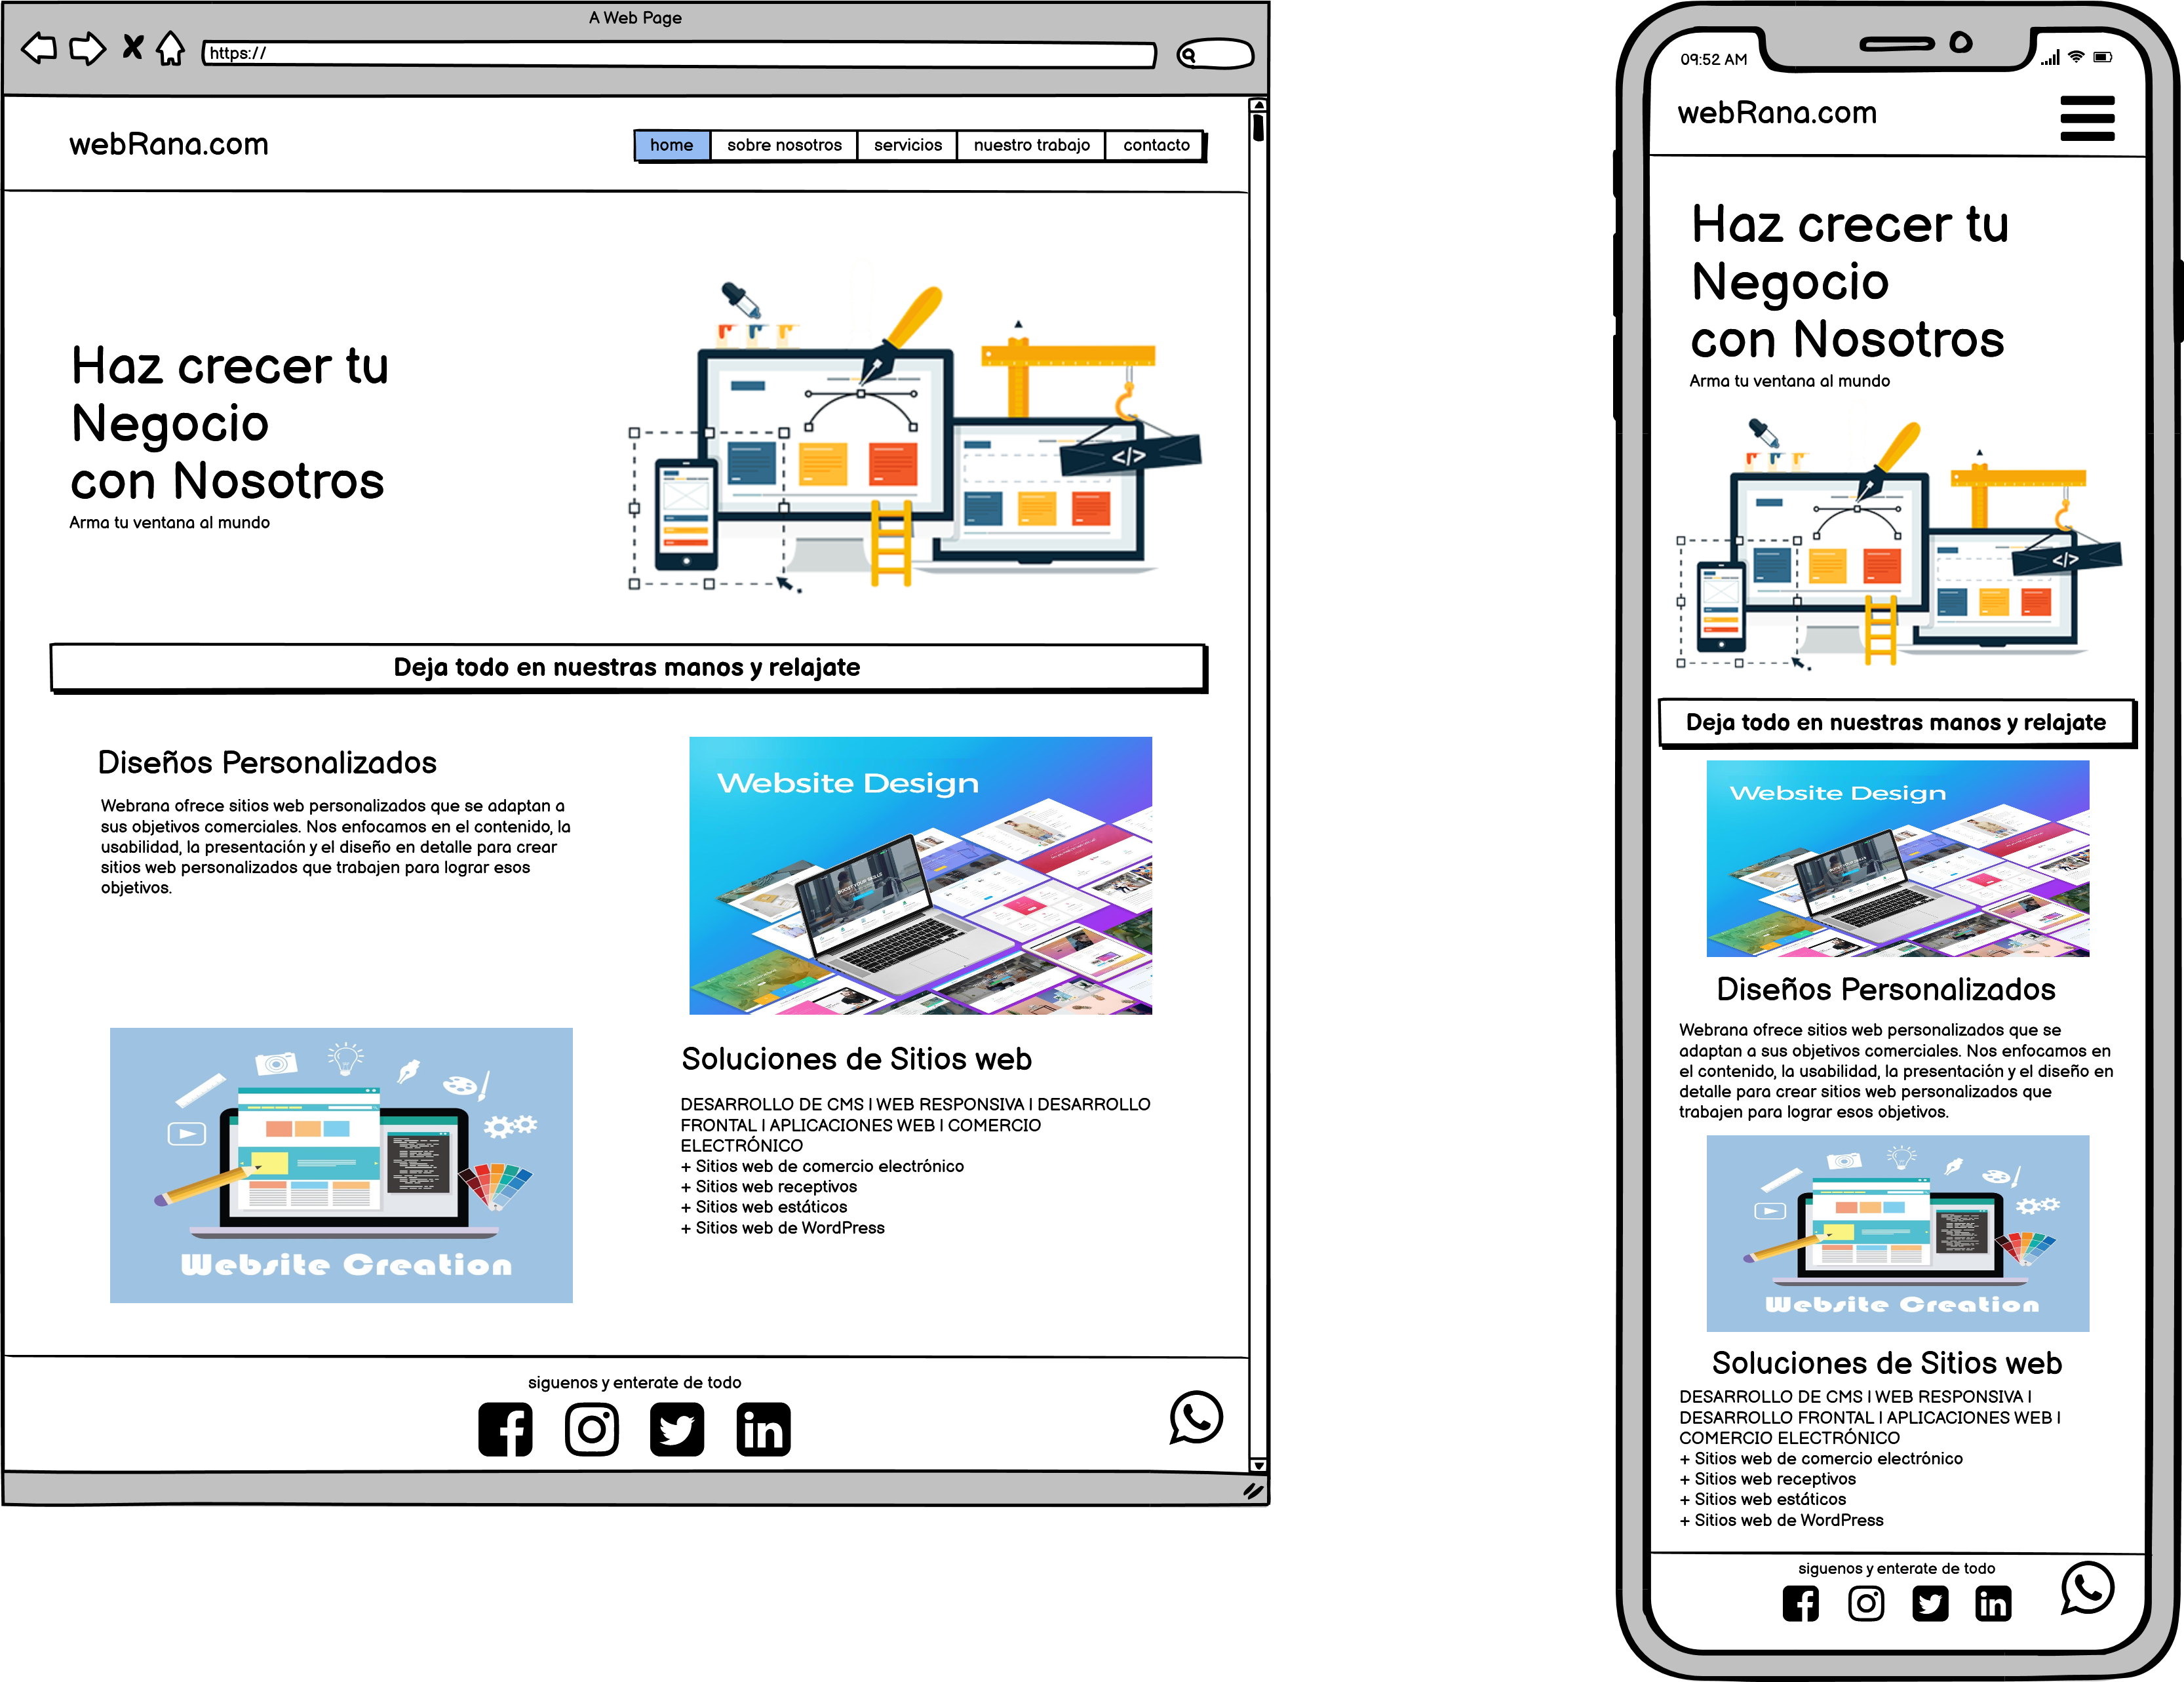 A Web Page
https://
webRana.com
home sobre nosotros servicios nuestro trabajo contacto
Haz crecer tu
Negocio
con Nosotros
Arma tu ventana al mundo
</>
Deja todo en nuestras manos y relajate
Diseños Personalizados
Webrana ofrece sitios web personalizados que se adaptan a
sus objetivos comerciales. Nos enfocamos en el contenido, la
usabilidad, la presentación y el diseño en detalle para crear
sitios web personalizados que trabajen para lograr esos
objetivos.
Website Design
BOOST YOUR SKILLS
Website Creation
Soluciones de Sitios web
DESARROLLO DE CMS | WEB RESPONSIVA | DESARROLLO
FRONTAL | APLICACIONES WEB | COMERCIO
ELECTRÓNICO
+ Sitios web de comercio electrónico
+ Sitios web receptivos
+ Sitios web estáticos
+ Sitios web de WordPress
siguenos y enterate de todo
09:52 AM
webRana.com
Haz crecer tu
Negocio
con Nosotros
Arma tu ventana al mundo
</>
Deja todo en nuestras manos y relajate
Website Design
Diseños Personalizados
Webrana ofrece sitios web personalizados que se
adaptan a sus objetivos comerciales. Nos enfocamos en
el contenido, la usabilidad, la presentación y el diseño en
detalle para crear sitios web personalizados que
trabajen para lograr esos objetivos.
Website Creation
Soluciones de Sitios web
DESARROLLO DE CMS | WEB RESPONSIVA |
DESARROLLO FRONTAL | APLICACIONES WEB |
COMERCIO ELECTRÓNICO
+ Sitios web de comercio electrónico
+ Sitios web receptivos
+ Sitios web estáticos
+ Sitios web de WordPress
siguenos y enterate de todo